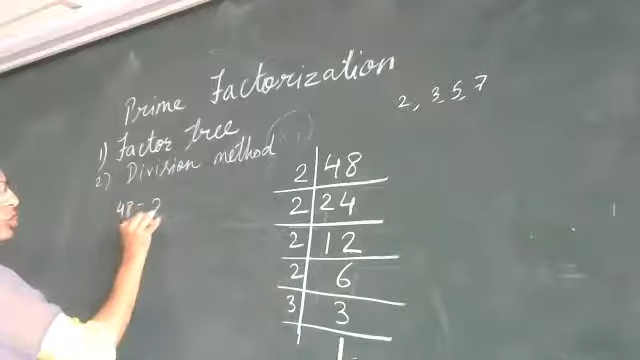 Prime Factorization
2, 3, 5, 7
1) Factor tree
2) Division method
48 = 2
2 | 48
2 | 24
2 | 12
2 | 6
3 | 3
1